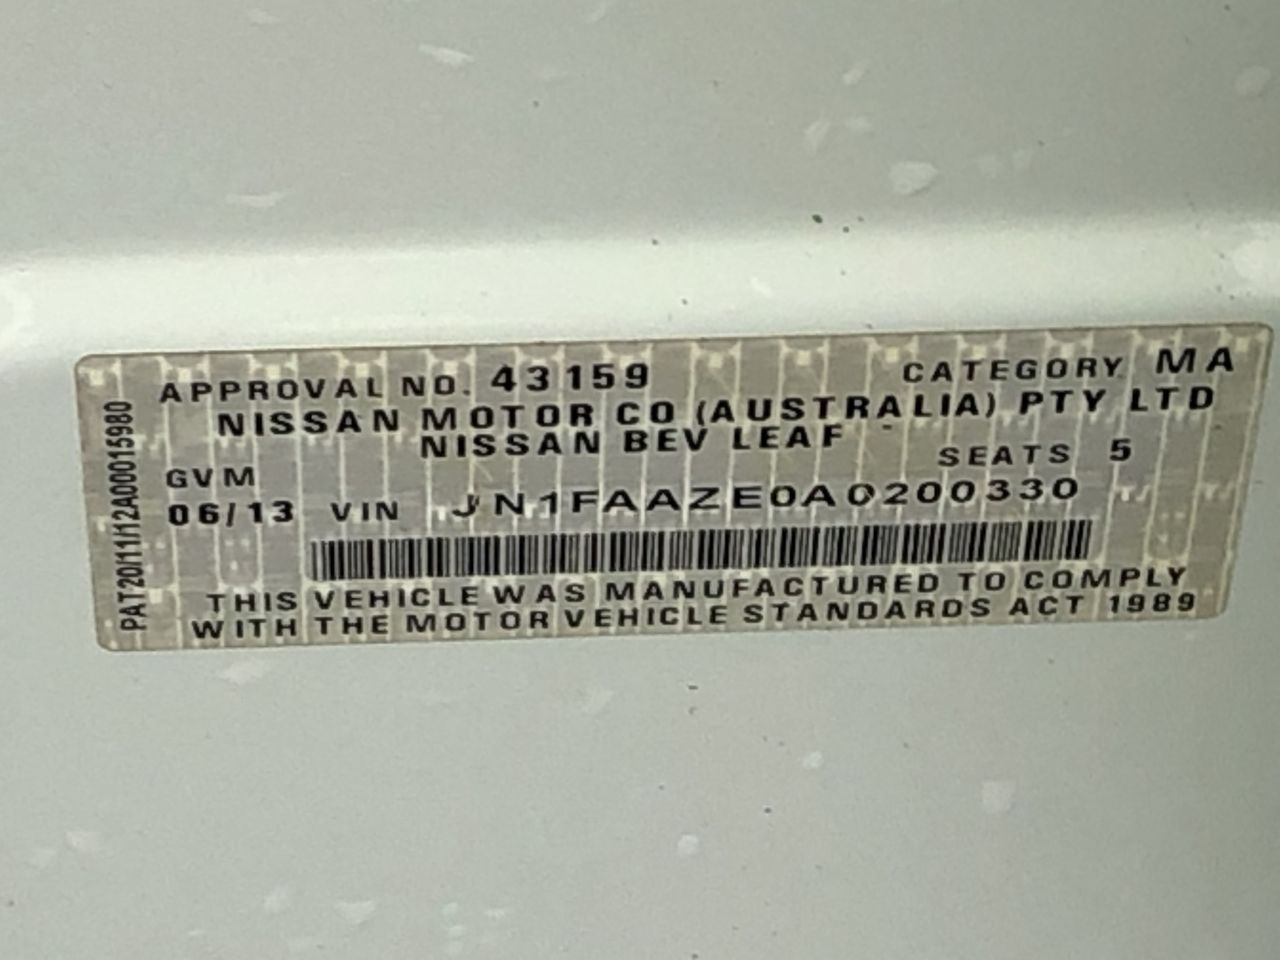 APPROVAL NO. 43159 CATEGORY MA
NISSAN MOTOR CO (AUSTRALIA) PTY LTD
NISSAN BEV LEAF
SEATS 5
GVM
06/13 VIN JN1FAAZE0A0200330
THIS VEHICLE WAS MANUFACTURED TO COMPLY
WITH THE MOTOR VEHICLE STANDARDS ACT 1989
PAT20/11/12A00015980